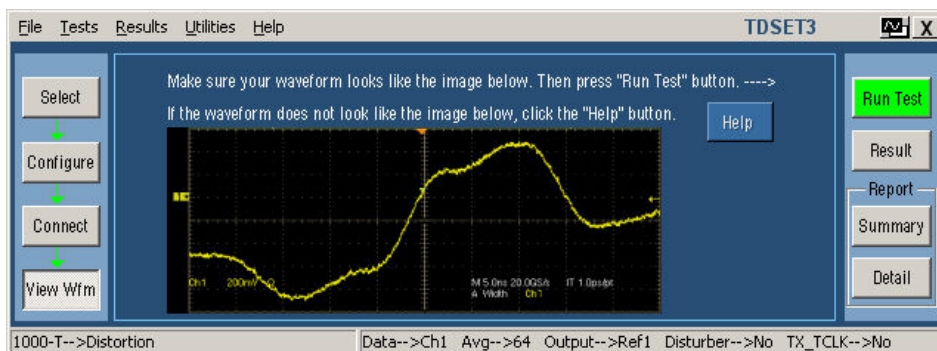 File Tests Results Utilities Help TDSET3 X
Make sure your waveform looks like the image below. Then press "Run Test" button. ---->
If the waveform does not look like the image below, click the "Help" button.
Help
Select
Configure
Connect
View Wfm
Run Test
Result
Report
Summary
Detail
Ch1 200mV Ω M 5.0ns 20.0GS/s IT 1.0ps/pt
A Width Ch1
1000-T-->Distortion Data-->Ch1 Avg-->64 Output-->Ref1 Disturber-->No TX_TCLK-->No